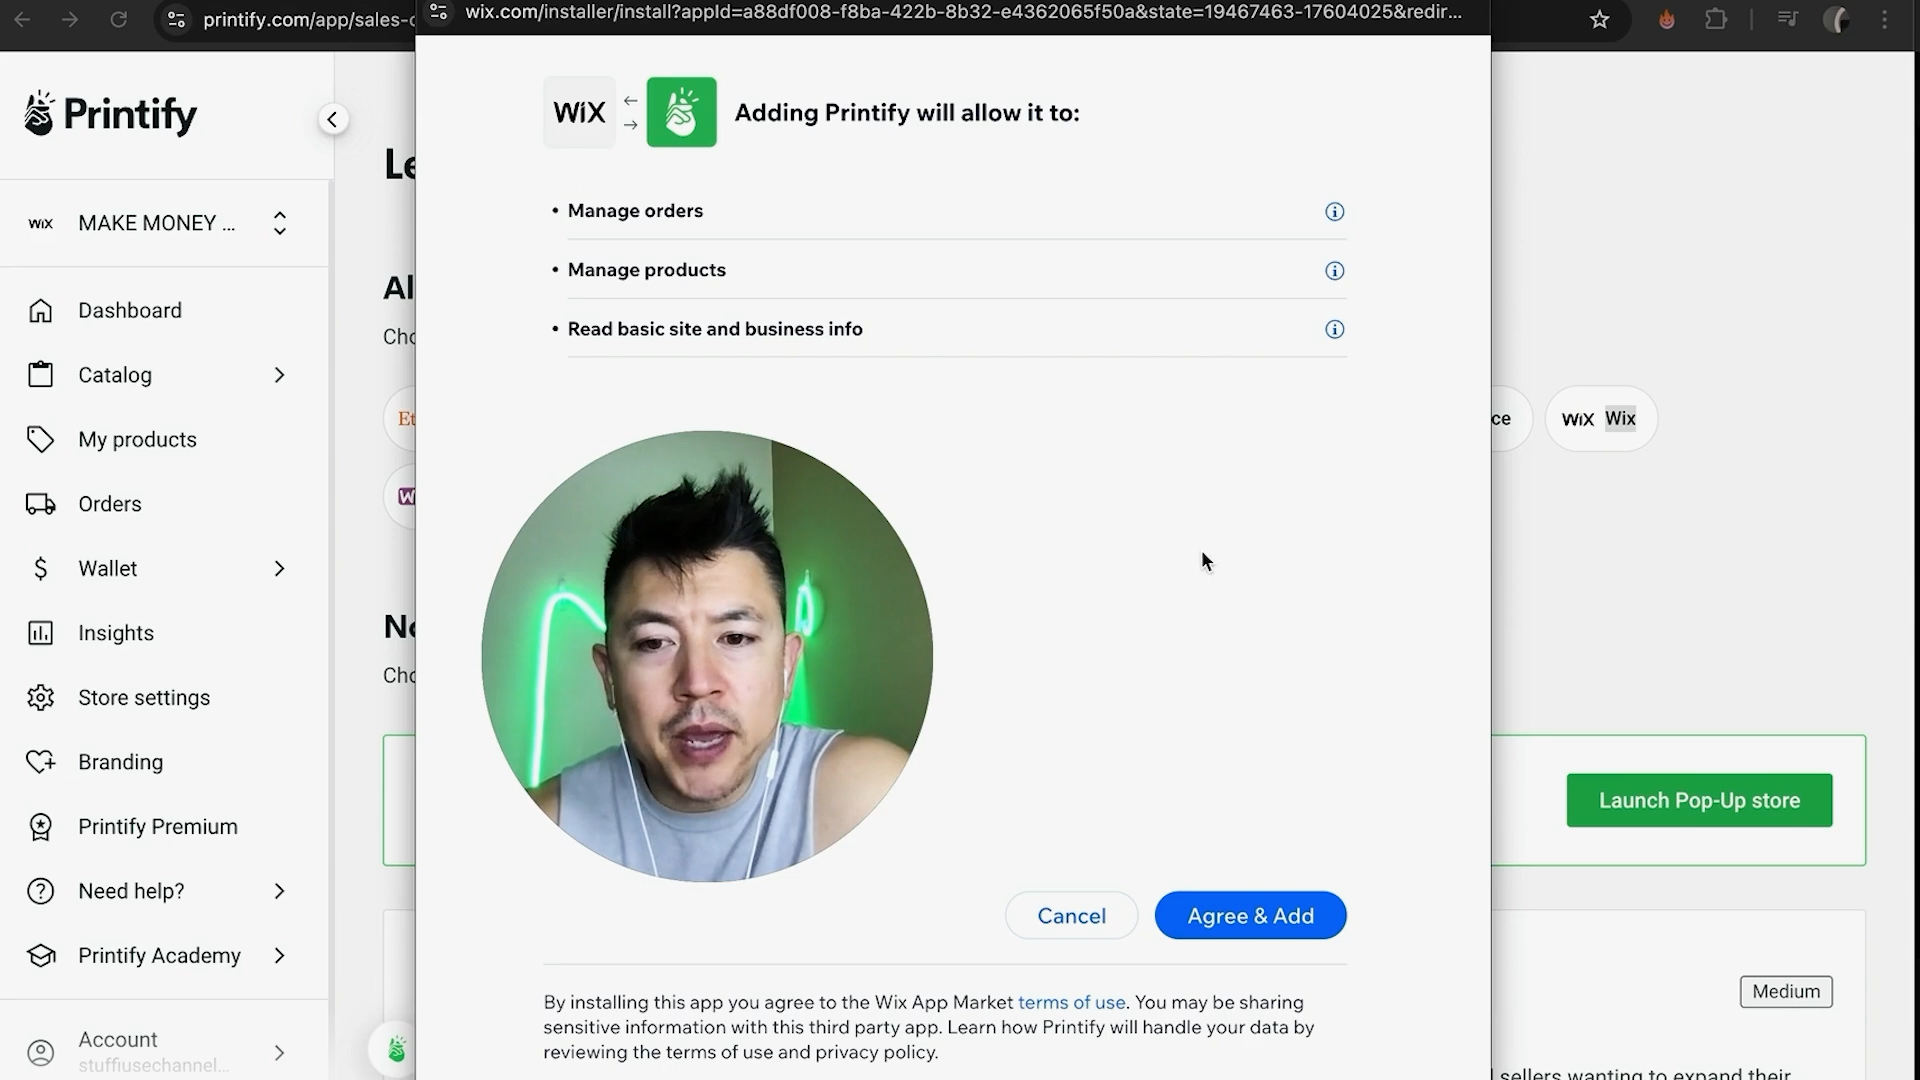 printify.com/app/sales-c
wix.com/installer/install?appId=a88df008-f8ba-422b-8b32-e4362065f50a&state=19467463-17604025&redir...
Printify
WIX MAKE MONEY ...
Dashboard
Catalog
My products
Orders
$ Wallet
Insights
Store settings
Branding
Printify Premium
Need help?
Printify Academy
Account
stuffiusechannel...
Le
Al
Cho
Et
W
Ne
Cho
WIX
Adding Printify will allow it to:
• Manage orders
• Manage products
• Read basic site and business info
Cancel
Agree & Add
By installing this app you agree to the Wix App Market terms of use. You may be sharing
sensitive information with this third party app. Learn how Printify will handle your data by
reviewing the terms of use and privacy policy.
ce
WIX Wix
Launch Pop-Up store
Medium
sellers wanting to expand their